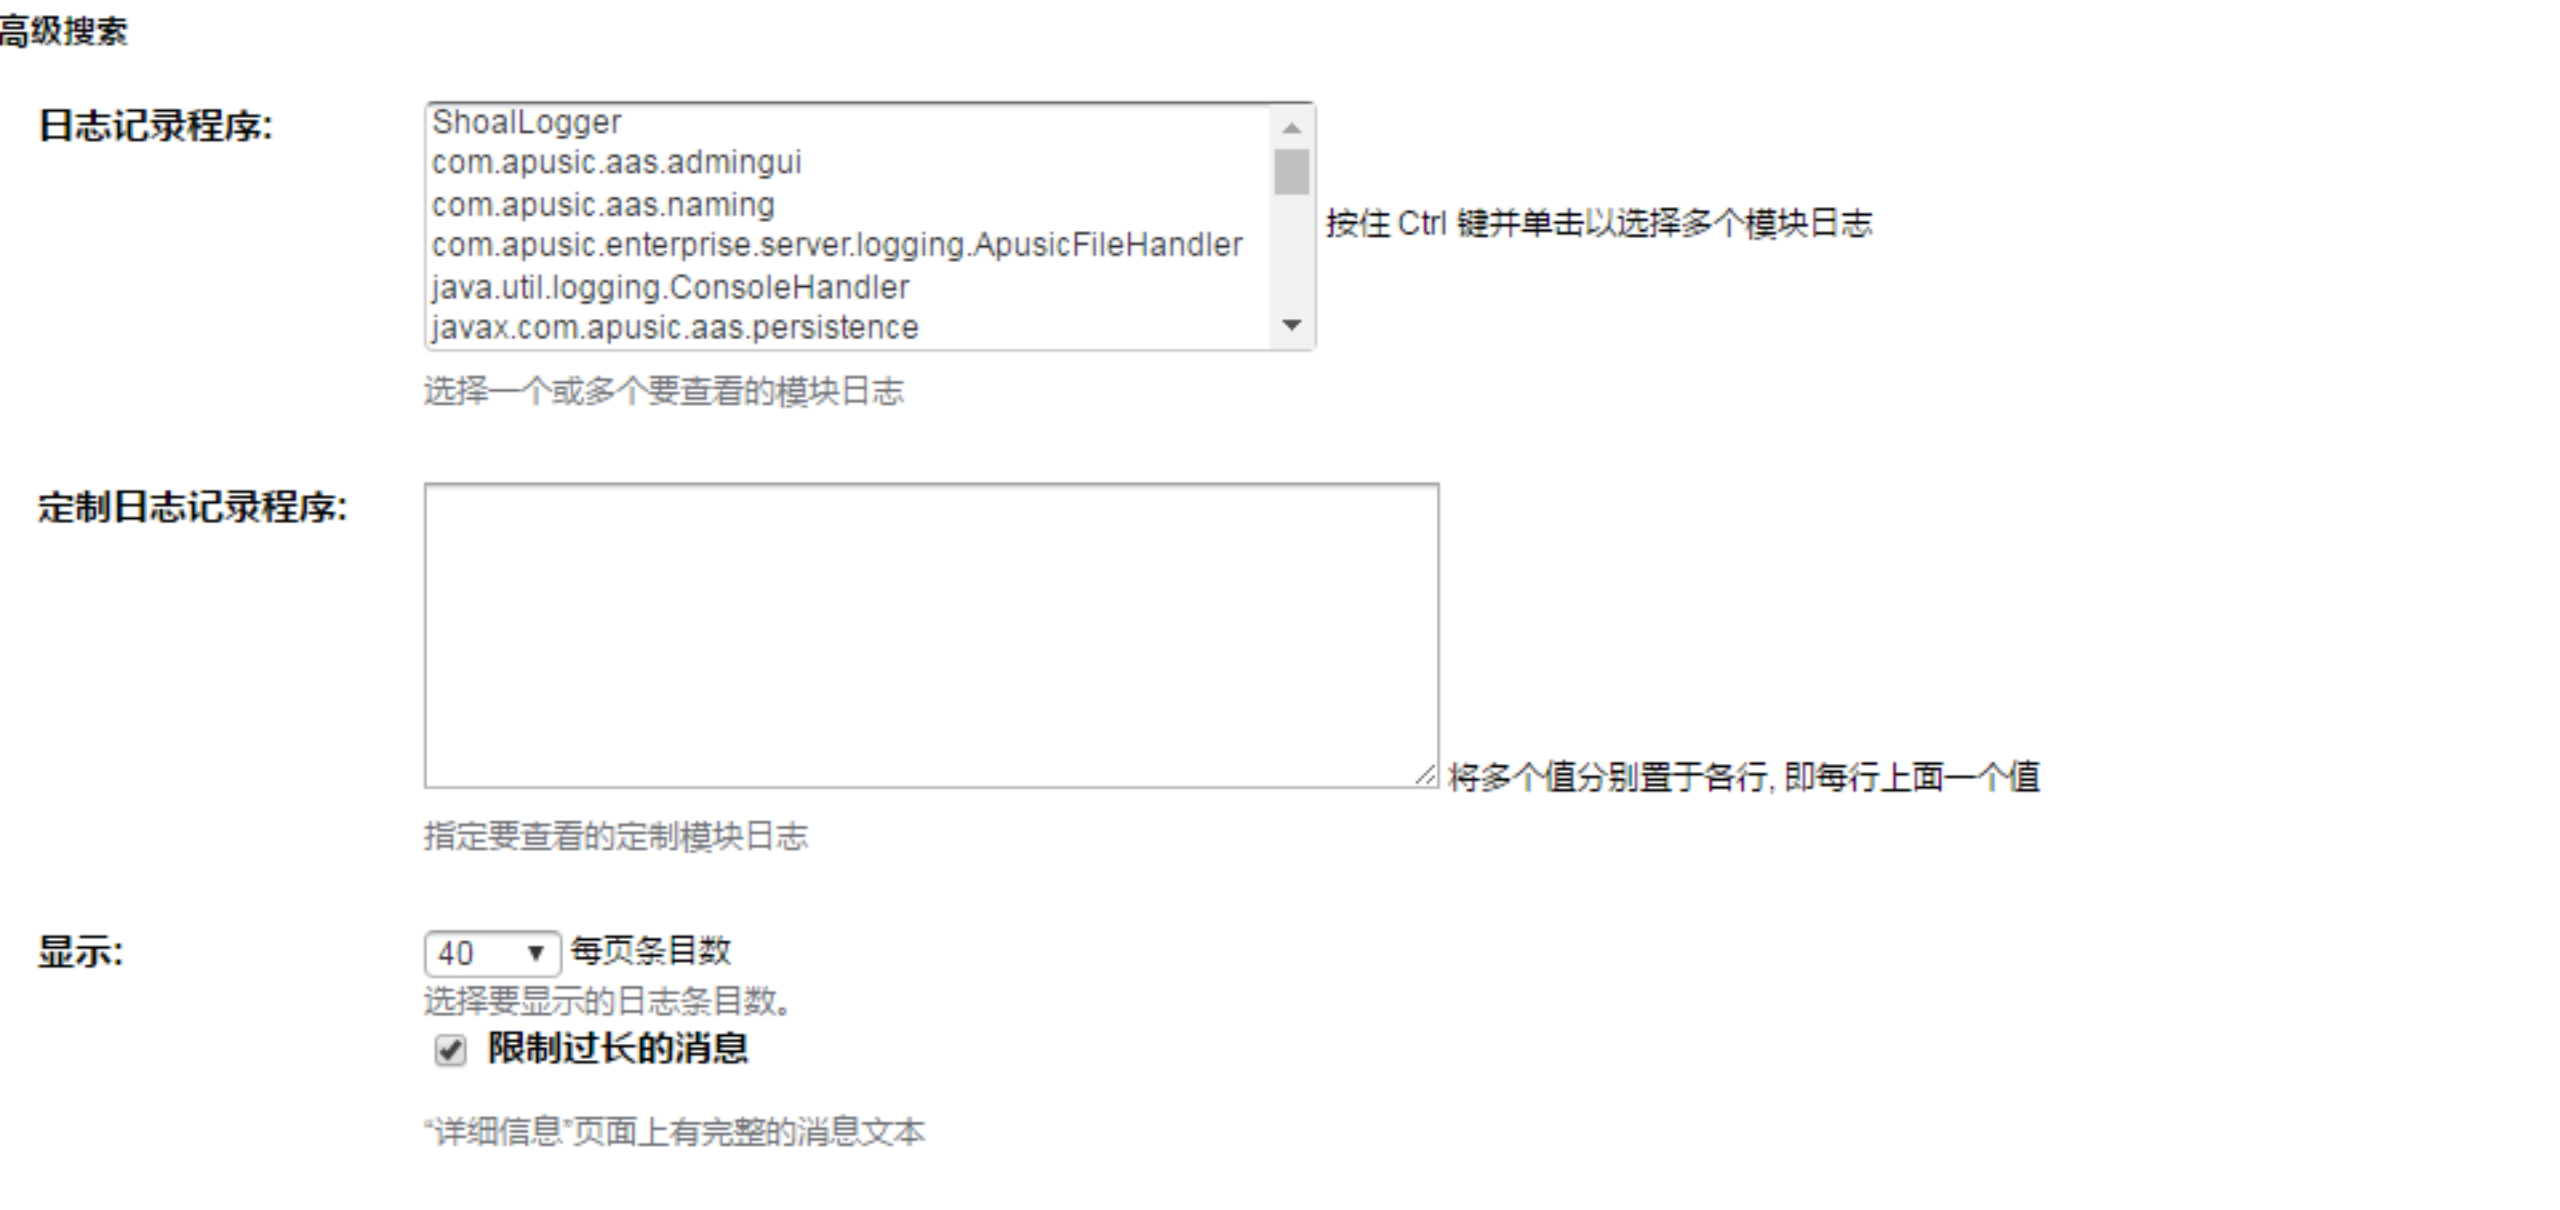 高级搜索
日志记录程序:
ShoalLogger
com.apusic.aas.admingui
com.apusic.aas.naming
com.apusic.enterprise.server.logging.ApusicFileHandler
java.util.logging.ConsoleHandler
javax.com.apusic.aas.persistence
按住 Ctrl 键并单击以选择多个模块日志
选择一个或多个要查看的模块日志
定制日志记录程序:
将多个值分别置于各行, 即每行上面一个值
指定要查看的定制模块日志
显示:
40 每页条目数
选择要显示的日志条目数。
限制过长的消息
“详细信息”页面上有完整的消息文本